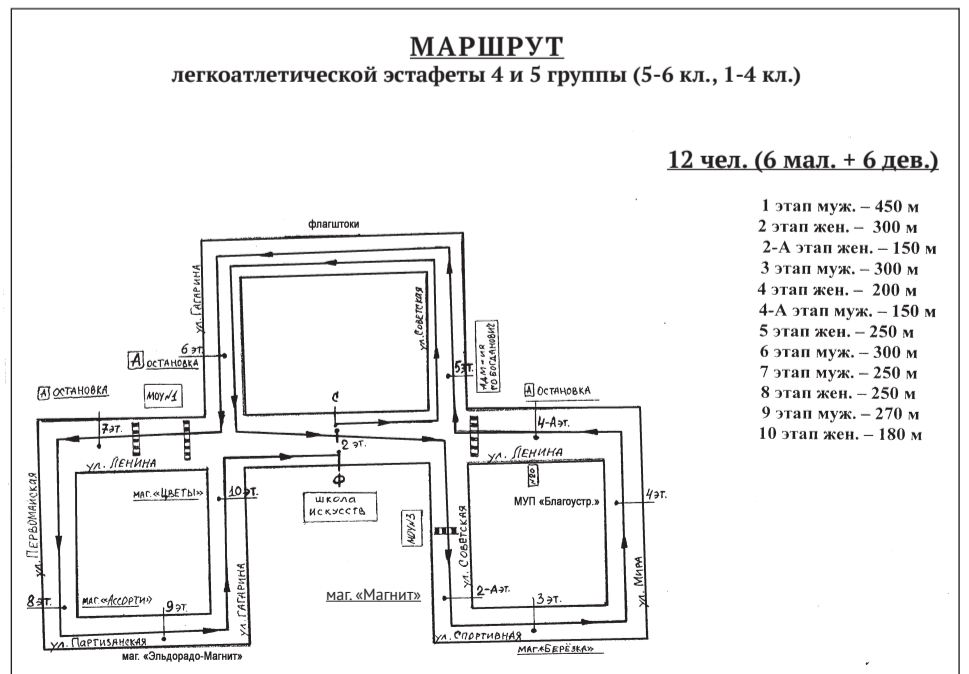 МАРШРУТ
легкоатлетической эстафеты 4 и 5 группы (5-6 кл., 1-4 кл.)
12 чел. (6 мал. + 6 дев.)
1 этап муж. – 450 м
2 этап жен. – 300 м
2-А этап жен. – 150 м
3 этап муж. – 300 м
4 этап жен. – 200 м
4-А этап муж. – 150 м
5 этап жен. – 250 м
6 этап муж. – 300 м
7 этап муж. – 250 м
8 этап жен. – 250 м
9 этап муж. – 270 м
10 этап жен. – 180 м
флагштоки
ул. ГАГАРИНА
ул. СОВЕТСКАЯ
6 эт.
А ОСТАНОВКА
5 эт.
АДМ-ИЯ
ГО БОГДАНОВИЧ
А ОСТАНОВКА
МОУ№1
А ОСТАНОВКА
С
7 эт.
4-А эт.
2 эт.
ул. ЛЕНИНА
ул. ЛЕНИНА
Ф
маг. «ЦВЕТЫ»
10 эт.
ШКОЛА
ИСКУССТВ
МОУ№3
МУП «Благоустр.»
4 эт.
ул. ПЕРВОМАЙСКАЯ
ул. СОВЕТСКАЯ
ул. МИРА
8 эт.
маг. «АССОРТИ»
9 эт.
ул. ГАГАРИНА
маг. «Магнит»
2-А эт.
3 эт.
ул. ПАРТИЗАНСКАЯ
ул. СПОРТИВНАЯ
маг. «Эльдорадо-Магнит»
МАГ.«БЕРЁЗКА»